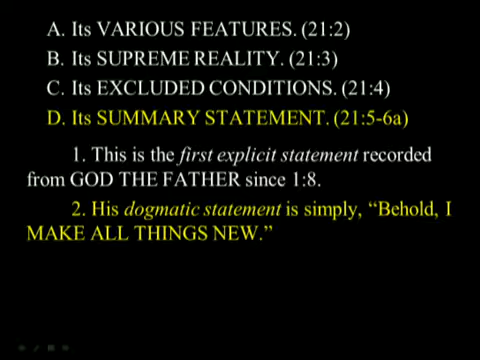 A. Its VARIOUS FEATURES. (21:2)
B. Its SUPREME REALITY. (21:3)
C. Its EXCLUDED CONDITIONS. (21:4)
D. Its SUMMARY STATEMENT. (21:5-6a)
1. This is the first explicit statement recorded
from GOD THE FATHER since 1:8.
2. His dogmatic statement is simply, “Behold, I
MAKE ALL THINGS NEW.”